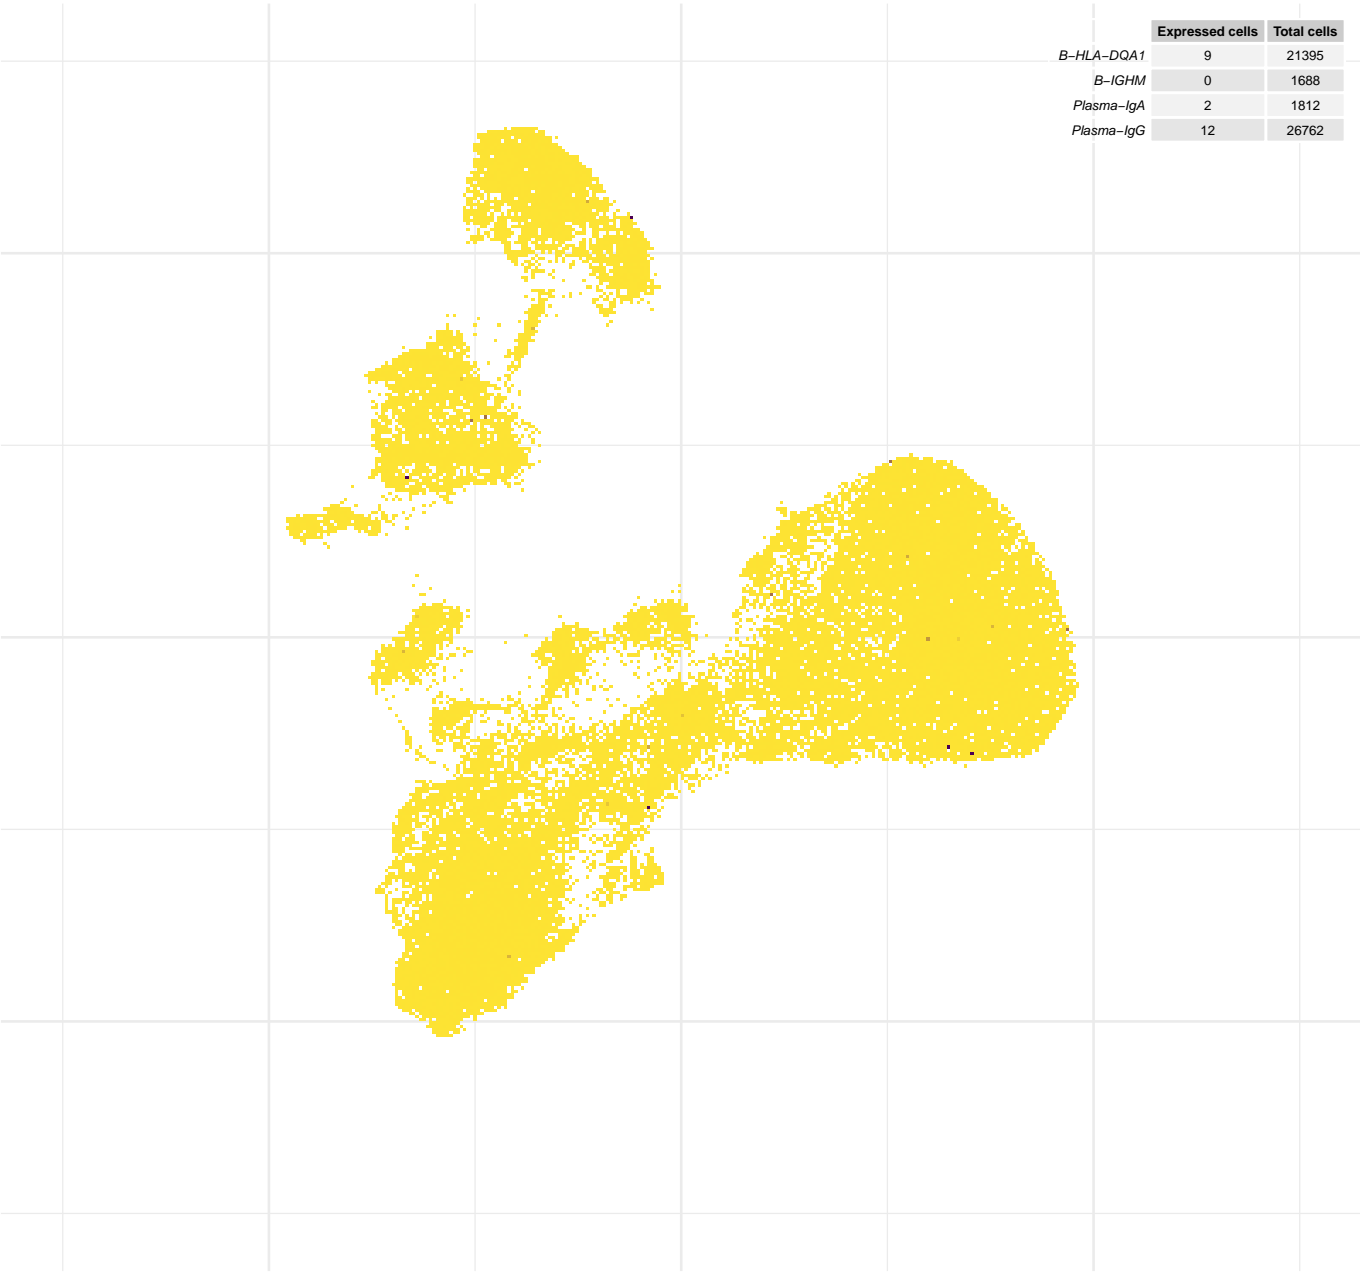 Expressed cells Total cells
B−HLA−DQA1 9 21395
B−IGHM 0 1688
Plasma−IgA 2 1812
Plasma−IgG 12 26762